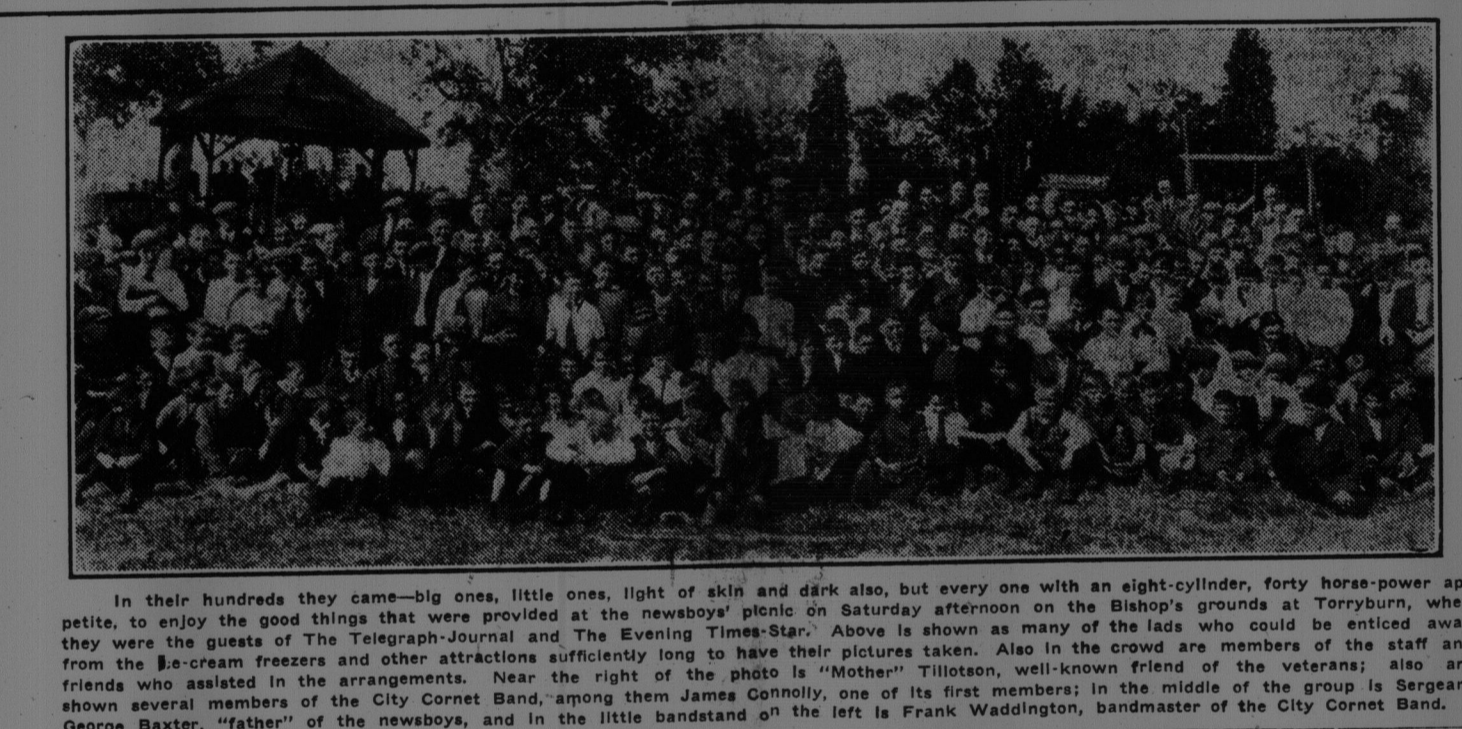 In their hundreds they came—big ones, little ones, light of skin and dark also, but every one with an eight-cylinder, forty horse-power ap
petite, to enjoy the good things that were provided at the newsboys' picnic on Saturday afternoon on the Bishop's grounds at Torryburn, whe
they were the guests of The Telegraph-Journal and The Evening Times-Star. Above is shown as many of the lads who could be enticed awa
from the ice-cream freezers and other attractions sufficiently long to have their pictures taken. Also in the crowd are members of the staff an
friends who assisted in the arrangements. Near the right of the photo is "Mother" Tillotson, well-known friend of the veterans; also ar
shown several members of the City Cornet Band, among them James Connolly, one of its first members; in the middle of the group is Sergear
George Baxter, "father" of the newsboys, and in the little bandstand on the left is Frank Waddington, bandmaster of the City Cornet Band.